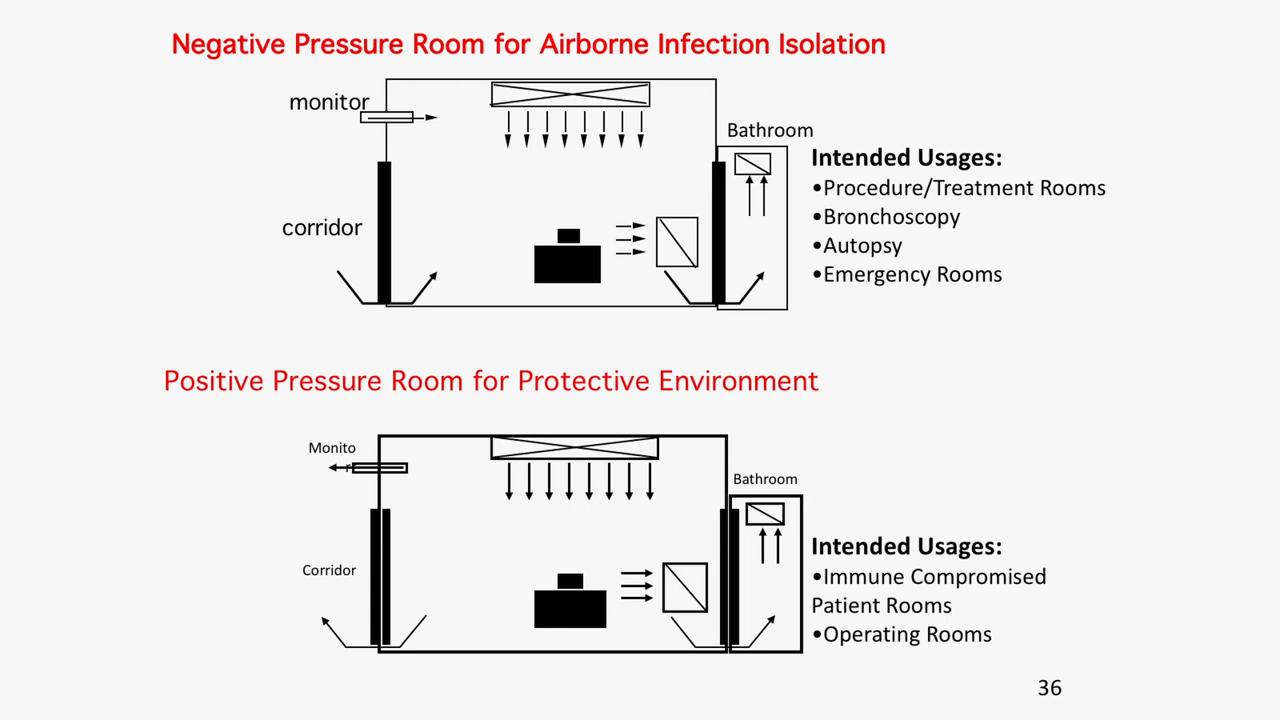 Negative Pressure Room for Airborne Infection Isolation
monitor
Bathroom
Intended Usages:
•Procedure/Treatment Rooms
•Bronchoscopy
corridor
•Autopsy
•Emergency Rooms
Positive Pressure Room for Protective Environment
Monito
r
Bathroom
Intended Usages:
Corridor
•Immune Compromised
Patient Rooms
•Operating Rooms
36